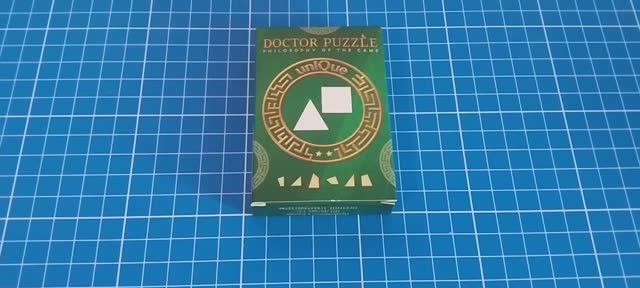 DOCTOR PUZZLE
PHILOSOPHY OF THE GAME
unIQue